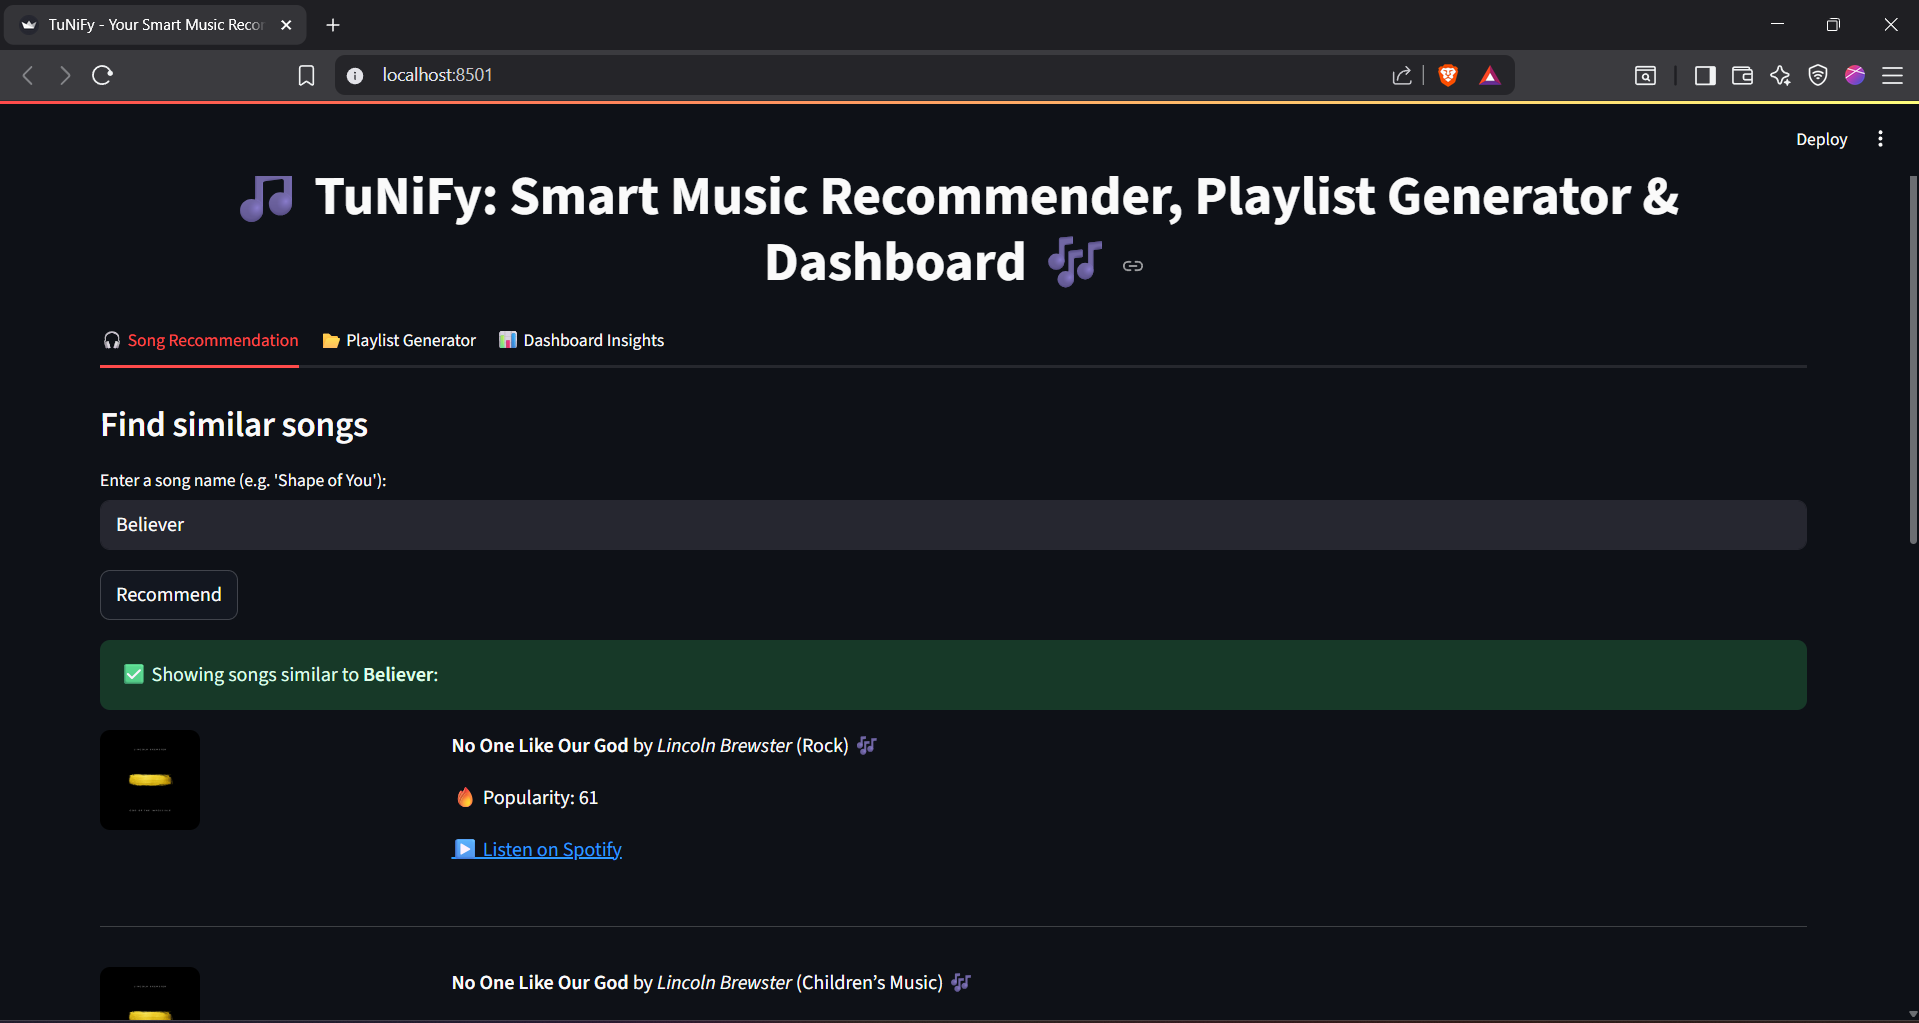 TuNiFy - Your Smart Music Recor
localhost:8501
Deploy
TuNiFy: Smart Music Recommender, Playlist Generator &
Dashboard
Song Recommendation
Playlist Generator
Dashboard Insights
Find similar songs
Enter a song name (e.g. 'Shape of You'):
Believer
Recommend
Showing songs similar to Believer:
No One Like Our God by Lincoln Brewster (Rock)
Popularity: 61
Listen on Spotify
No One Like Our God by Lincoln Brewster (Children’s Music)